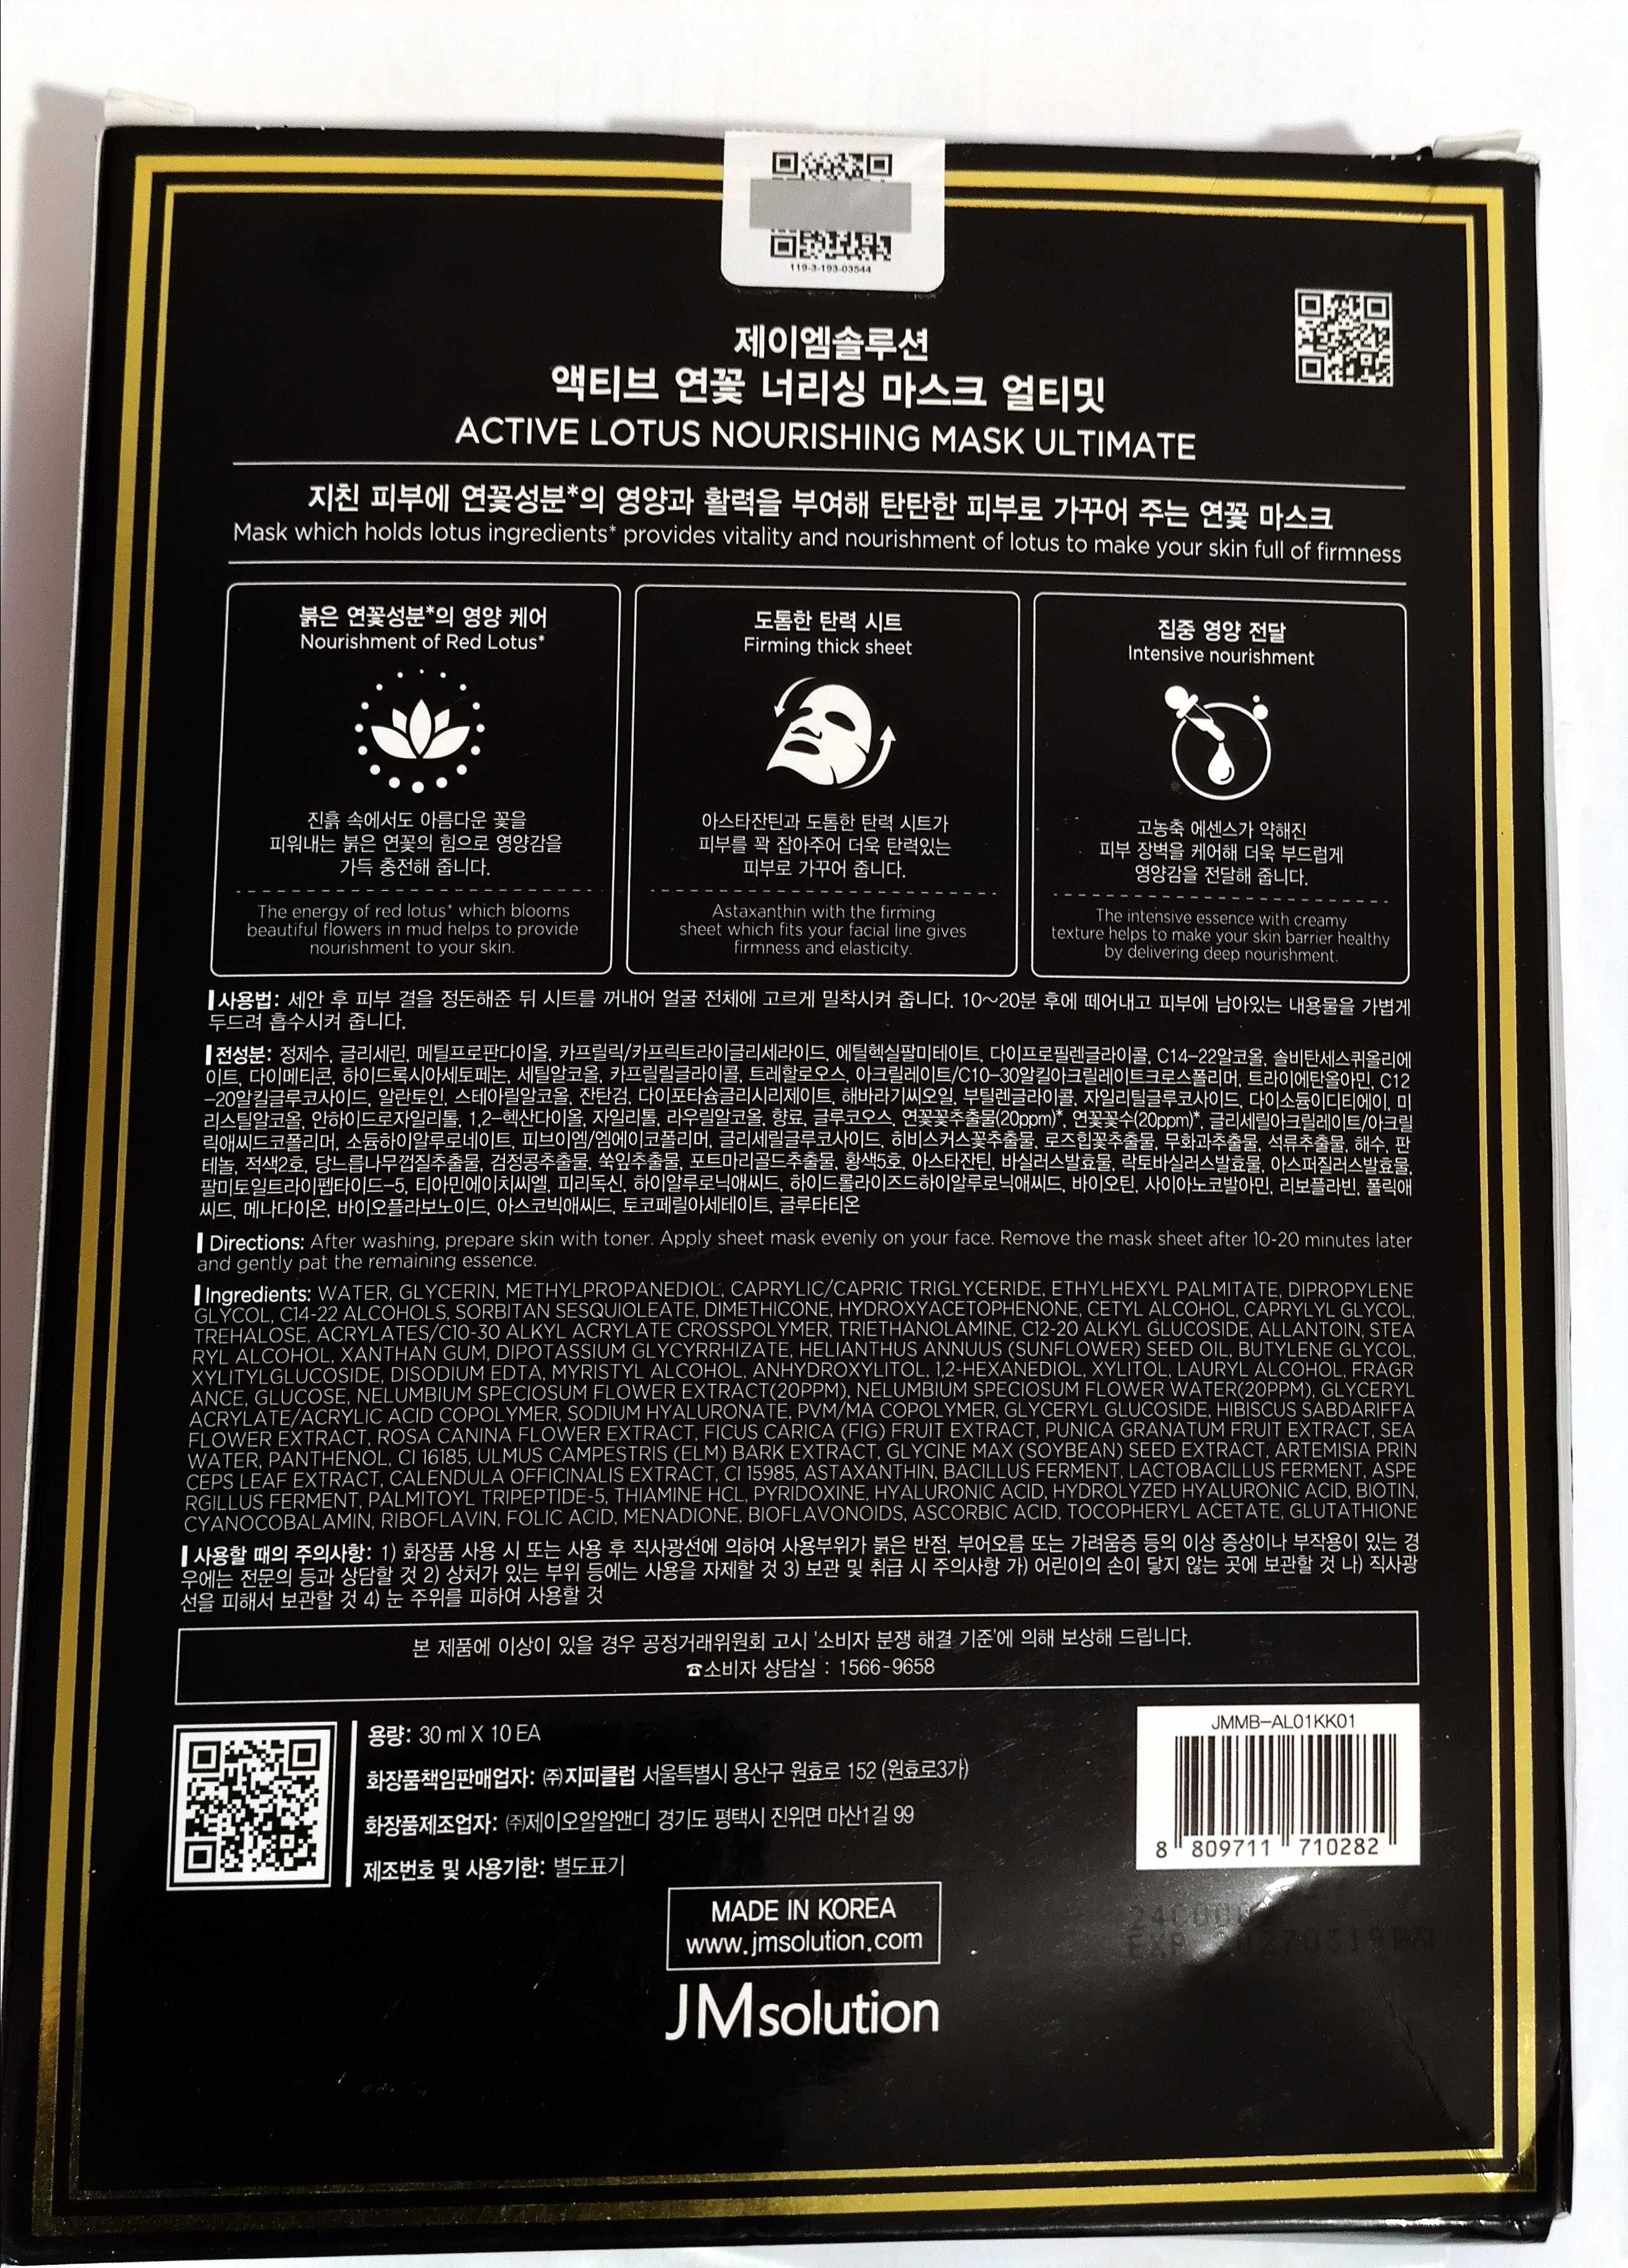 119-3-193-03544
제이엠솔루션
액티브 연꽃 너리싱 마스크 얼티밋
ACTIVE LOTUS NOURISHING MASK ULTIMATE
지친 피부에 연꽃성분*의 영양과 활력을 부여해 탄탄한 피부로 가꾸어 주는 연꽃 마스크
Mask which holds lotus ingredients* provides vitality and nourishment of lotus to make your skin full of firmness
붉은 연꽃성분*의 영양 케어
Nourishment of Red Lotus*
진흙 속에서도 아름다운 꽃을
피워내는 붉은 연꽃의 힘으로 영양감을
가득 충전해 줍니다.
The energy of red lotus* which blooms
beautiful flowers in mud helps to provide
nourishment to your skin.
도톰한 탄력 시트
Firming thick sheet
아스타잔틴과 도톰한 탄력 시트가
피부를 꽉 잡아주어 더욱 탄력있는
피부로 가꾸어 줍니다.
Astaxanthin with the firming
sheet which fits your facial line gives
firmness and elasticity.
집중 영양 전달
Intensive nourishment
고농축 에센스가 약해진
피부 장벽을 케어해 더욱 부드럽게
영양감을 전달해 줍니다.
The intensive essence with creamy
texture helps to make your skin barrier healthy
by delivering deep nourishment.
사용법: 세안 후 피부 결을 정돈해준 뒤 시트를 꺼내어 얼굴 전체에 고르게 밀착시켜 줍니다. 10~20분 후에 떼어내고 피부에 남아있는 내용물을 가볍게
두드려 흡수시켜 줍니다.
전성분: 정제수, 글리세린, 메틸프로판다이올, 카프릴릭/카프릭트라이글리세라이드, 에틸헥실팔미테이트, 다이프로필렌글라이콜, C14-22알코올, 솔비탄세스퀴올리에
이트, 다이메티콘, 하이드록시아세토페논, 세틸알코올, 카프릴릴글라이콜, 트레할로오스, 아크릴레이트/C10-30알킬아크릴레이트크로스폴리머, 트라이에탄올아민, C12
-20알킬글루코사이드, 알란토인, 스테아릴알코올, 잔탄검, 다이포타슘글리시리제이트, 해바라기씨오일, 부틸렌글라이콜, 자일리틸글루코사이드, 다이소듐이디티에이, 미
리스틸알코올, 안하이드로자일리톨, 1,2-헥산다이올, 자일리톨, 라우릴알코올, 향료, 글루코오스, 연꽃꽃추출물(20ppm)*, 연꽃꽃수(20ppm)*, 글리세릴아크릴레이트/아크릴
릭애씨드코폴리머, 소듐하이알루로네이트, 피브이엠/엠에이코폴리머, 글리세릴글루코사이드, 히비스커스꽃추출물, 로즈힙꽃추출물, 무화과추출물, 석류추출물, 해수, 판
테놀, 적색2호, 당느릅나무껍질추출물, 검정콩추출물, 쑥잎추출물, 포트마리골드추출물, 황색5호, 아스타잔틴, 바실러스발효물, 락토바실러스발효물, 아스퍼질러스발효물,
팔미토일트라이펩타이드-5, 티아민에이치씨엘, 피리독신, 하이알루로닉애씨드, 하이드롤라이즈드하이알루로닉애씨드, 바이오틴, 사이아노코발아민, 리보플라빈, 폴릭애
씨드, 메나다이온, 바이오플라보노이드, 아스코빅애씨드, 토코페릴아세테이트, 글루타티온
Directions: After washing, prepare skin with toner. Apply sheet mask evenly on your face. Remove the mask sheet after 10-20 minutes later
and gently pat the remaining essence.
Ingredients: WATER, GLYCERIN, METHYLPROPANEDIOL, CAPRYLIC/CAPRIC TRIGLYCERIDE, ETHYLHEXYL PALMITATE, DIPROPYLENE
GLYCOL, C14-22 ALCOHOLS, SORBITAN SESQUIOLEATE, DIMETHICONE, HYDROXYACETOPHENONE, CETYL ALCOHOL, CAPRYLYL GLYCOL,
TREHALOSE, ACRYLATES/C10-30 ALKYL ACRYLATE CROSSPOLYMER, TRIETHANOLAMINE, C12-20 ALKYL GLUCOSIDE, ALLANTOIN, STEA
RYL ALCOHOL, XANTHAN GUM, DIPOTASSIUM GLYCYRRHIZATE, HELIANTHUS ANNUUS (SUNFLOWER) SEED OIL, BUTYLENE GLYCOL,
XYLITYLGLUCOSIDE, DISODIUM EDTA, MYRISTYL ALCOHOL, ANHYDROXYLITOL, 1,2-HEXANEDIOL, XYLITOL, LAURYL ALCOHOL, FRAGR
ANCE, GLUCOSE, NELUMBIUM SPECIOSUM FLOWER EXTRACT(20PPM), NELUMBIUM SPECIOSUM FLOWER WATER(20PPM), GLYCERYL
ACRYLATE/ACRYLIC ACID COPOLYMER, SODIUM HYALURONATE, PVM/MA COPOLYMER, GLYCERYL GLUCOSIDE, HIBISCUS SABDARIFFA
FLOWER EXTRACT, ROSA CANINA FLOWER EXTRACT, FICUS CARICA (FIG) FRUIT EXTRACT, PUNICA GRANATUM FRUIT EXTRACT, SEA
WATER, PANTHENOL, CI 16185, ULMUS CAMPESTRIS (ELM) BARK EXTRACT, GLYCINE MAX (SOYBEAN) SEED EXTRACT, ARTEMISIA PRIN
CEPS LEAF EXTRACT, CALENDULA OFFICINALIS EXTRACT, CI 15985, ASTAXANTHIN, BACILLUS FERMENT, LACTOBACILLUS FERMENT, ASPE
RGILLUS FERMENT, PALMITOYL TRIPEPTIDE-5, THIAMINE HCL, PYRIDOXINE, HYALURONIC ACID, HYDROLYZED HYALURONIC ACID, BIOTIN,
CYANOCOBALAMIN, RIBOFLAVIN, FOLIC ACID, MENADIONE, BIOFLAVONOIDS, ASCORBIC ACID, TOCOPHERYL ACETATE, GLUTATHIONE
사용할 때의 주의사항: 1) 화장품 사용 시 또는 사용 후 직사광선에 의하여 사용부위가 붉은 반점, 부어오름 또는 가려움증 등의 이상 증상이나 부작용이 있는 경
우에는 전문의 등과 상담할 것 2) 상처가 있는 부위 등에는 사용을 자제할 것 3) 보관 및 취급 시 주의사항 가) 어린이의 손이 닿지 않는 곳에 보관할 것 나) 직사광
선을 피해서 보관할 것 4) 눈 주위를 피하여 사용할 것
본 제품에 이상이 있을 경우 공정거래위원회 고시 '소비자 분쟁 해결 기준'에 의해 보상해 드립니다.
☎소비자 상담실 : 1566-9658
용량: 30 ml X 10 EA
화장품책임판매업자: ㈜지피클럽 서울특별시 용산구 원효로 152 (원효로3가)
화장품제조업자: ㈜제이오알알앤디 경기도 평택시 진위면 마산1길 99
제조번호 및 사용기한: 별도표기
JMMB-AL01KK01
8 809711 710282
EXP
MADE IN KOREA
www.jmsolution.com
JMsolution